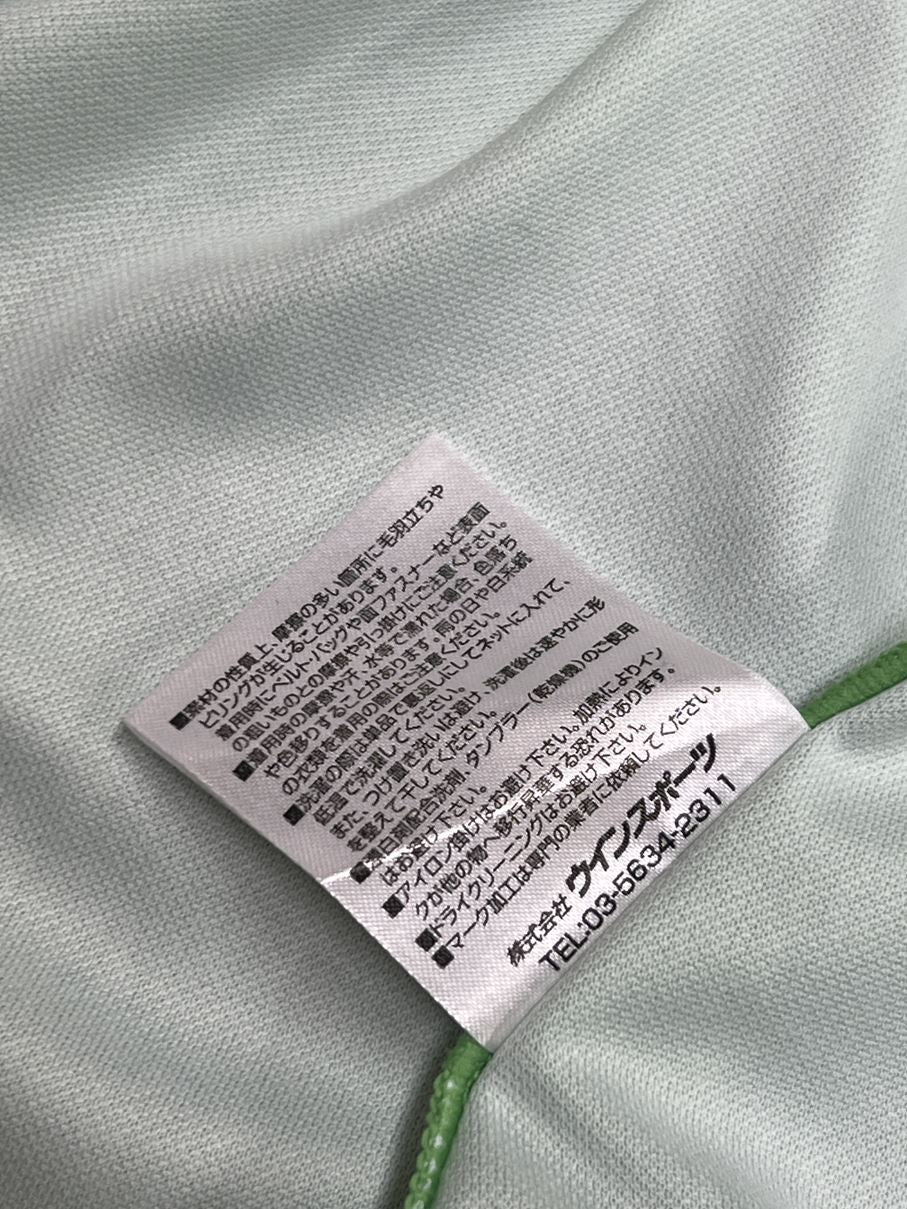 ■素材の性質上、摩擦の多い箇所に毛羽立ちや
ピリングが生じることがあります。
着用時にベルト・バッグや面ファスナーなど表面
の粗いものとの摩擦や引っ掛けにご注意ください。
■着用時の摩擦や汗、水等で濡れた場合、色落ち
や色移りすることがあります。雨の日や白系統
の衣類を着用の際はご注意ください。
■洗濯の際は単品で裏返しにしてネットに入れて、
低温で洗濯してください。
また、つけ置き洗いは避け、洗濯後は速やかに形
を整えて干してください。
■漂白剤配合洗剤、タンブラー(乾燥機)のご使用
はお避け下さい。
■アイロン掛けはお避け下さい。加熱によりイン
クが他の物へ移行昇華する恐れがあります。
■ドライクリーニングはお避け下さい。
■マーク加工は専門の業者に依頼してください。
株式会社 ウインスポーツ
TEL:03-5634-2311